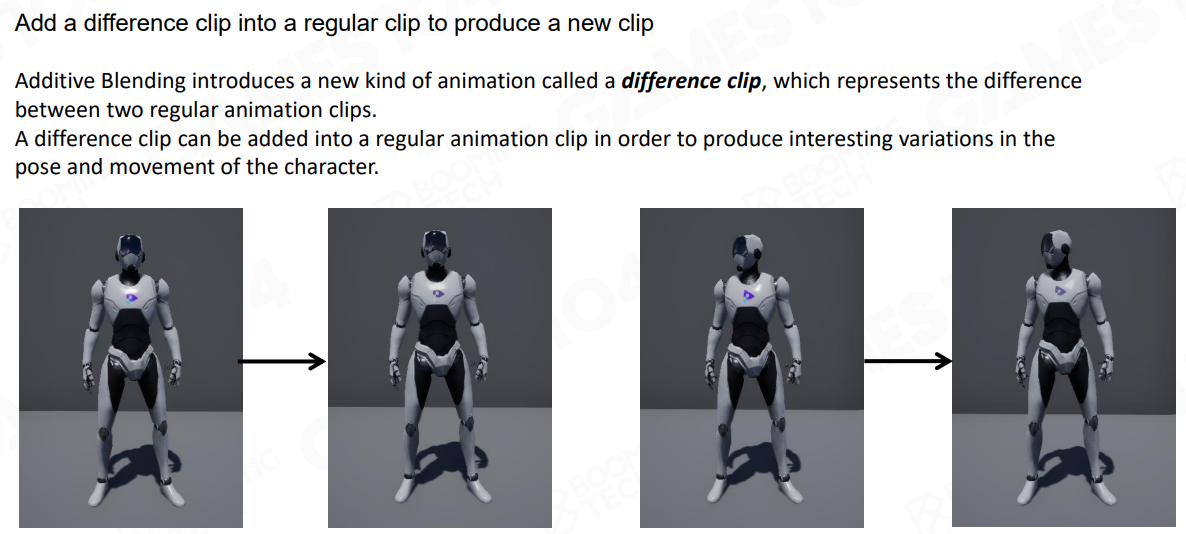 Add a difference clip into a regular clip to produce a new clip
Additive Blending introduces a new kind of animation called a difference clip, which represents the difference
between two regular animation clips.
A difference clip can be added into a regular animation clip in order to produce interesting variations in the
pose and movement of the character.